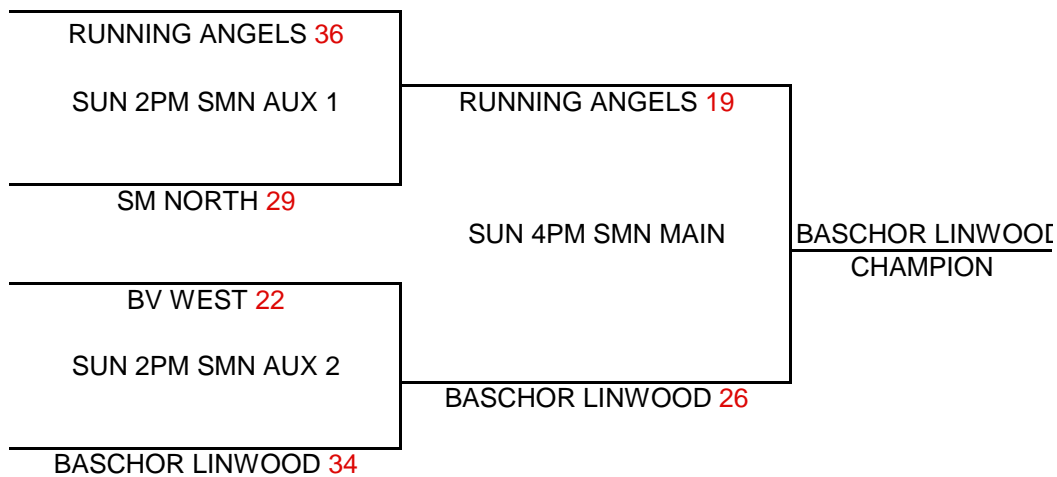 RUNNING ANGELS 36
SUN 2PM SMN AUX 1
RUNNING ANGELS 19
SM NORTH 29
SUN 4PM SMN MAIN
BASCHOR LINWOOD
CHAMPION
BV WEST 22
SUN 2PM SMN AUX 2
BASCHOR LINWOOD 26
BASCHOR LINWOOD 34